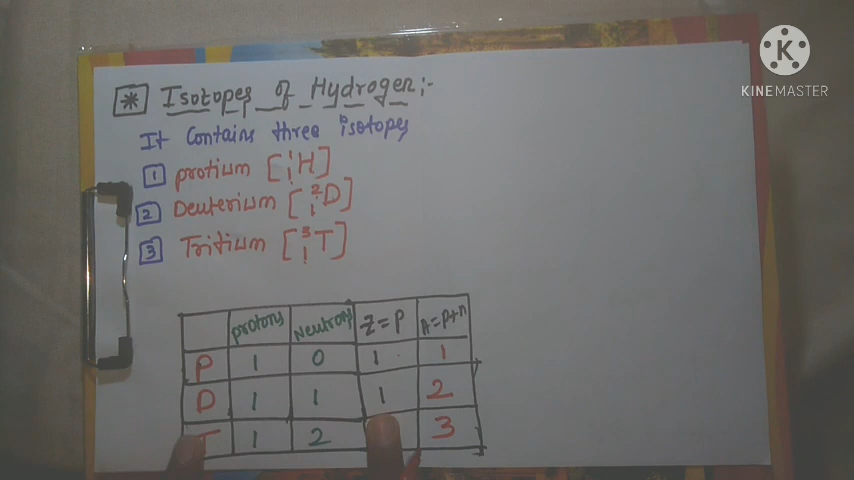 * Isotopes of Hydrogen:-
It Contains three isotopes
1 protium [¹₁H]
2 Deuterium [²₁D]
3 Tritium [³₁T]
protons Neutrons Z=P A=P+n
P 1 0 1 1
D 1 1 1 2
T 1 2 3
K
KINEMASTER